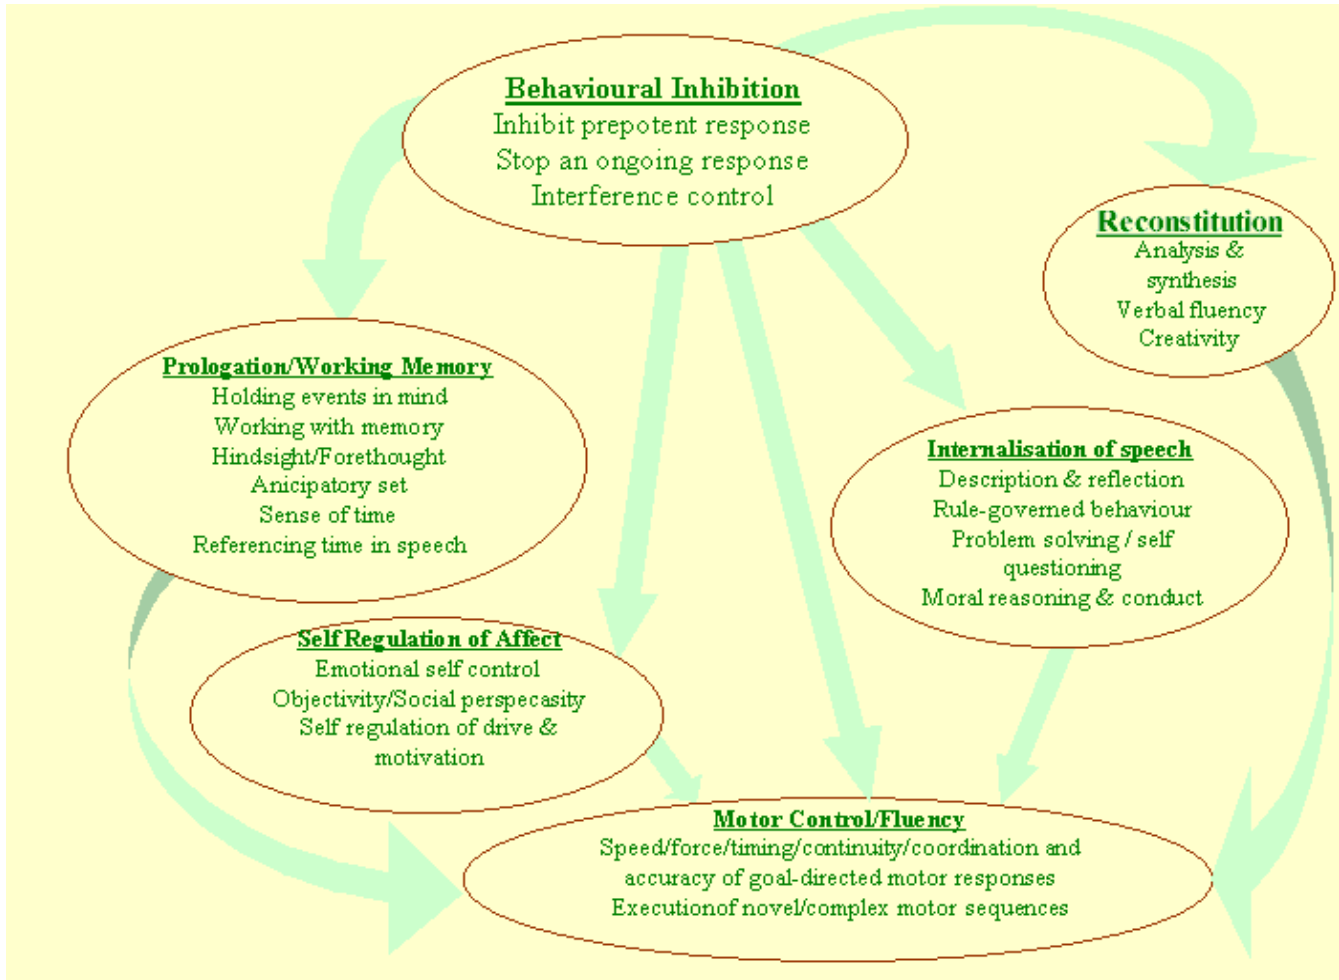 Behavioural Inhibition
Inhibit prepotent response
Stop an ongoing response
Interference control
Reconstitution
Analysis &
synthesis
Verbal fluency
Creativity
Prologation/Working Memory
Holding events in mind
Working with memory
Hindsight/Forethought
Anicipatory set
Sense of time
Referencing time in speech
Internalisation of speech
Description & reflection
Rule-governed behaviour
Problem solving / self
questioning
Moral reasoning & conduct
Self Regulation of Affect
Emotional self control
Objectivity/Social perspecasity
Self regulation of drive &
motivation
Motor Control/Fluency
Speed/force/timing/continuity/coordination and
accuracy of goal-directed motor responses
Executionof novel/complex motor sequences